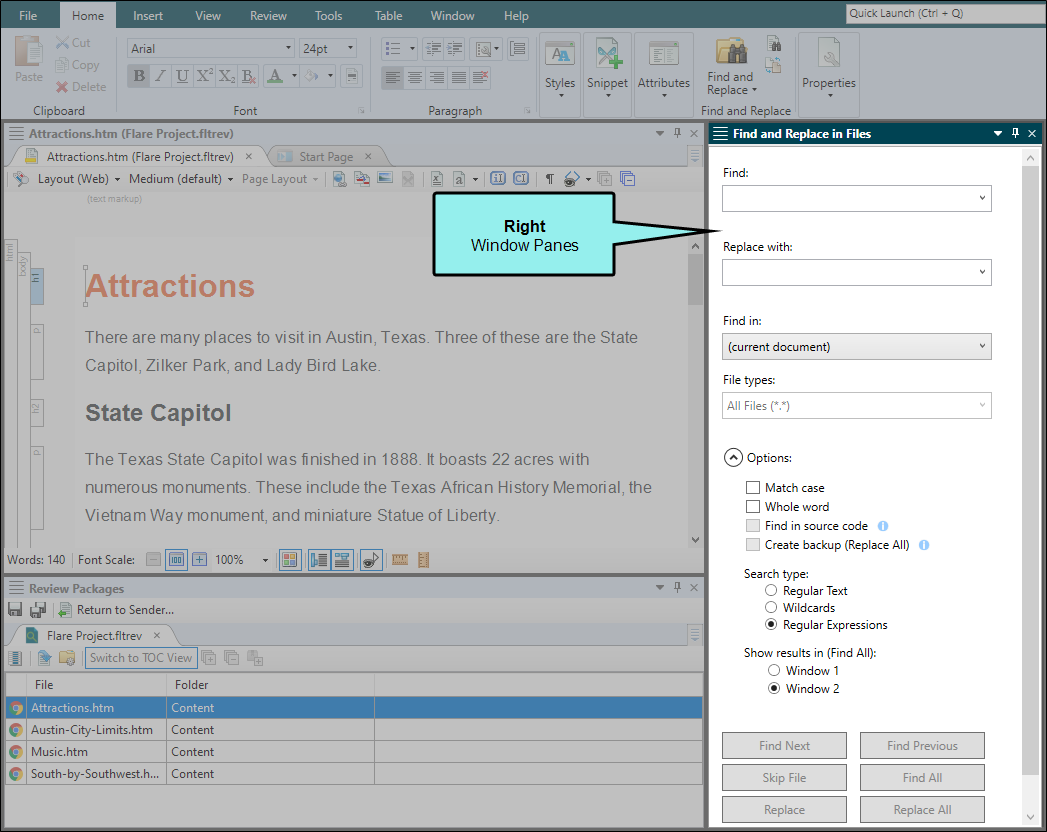 File Home Insert View Review Tools Table Window Help Quick Launch (Ctrl + Q)
Paste Cut
Copy
Delete
Clipboard
Arial 24pt
B I U X² X₂ B A
Font
Paragraph
Styles Snippet Attributes
Find and
Replace
Find and Replace
Properties
Attractions.htm (Flare Project.fltrev)
Attractions.htm (Flare Project.fltrev) Start Page
Layout (Web) Medium (default) Page Layout
(text markup)
Right
Window Panes
html
body
h1
Attractions
p
There are many places to visit in Austin, Texas. Three of these are the State
Capitol, Zilker Park, and Lady Bird Lake.
h2
State Capitol
p
The Texas State Capitol was finished in 1888. It boasts 22 acres with
numerous monuments. These include the Texas African History Memorial, the
Vietnam Way monument, and miniature Statue of Liberty.
Words: 140 Font Scale: 100%
Review Packages
Return to Sender...
Flare Project.fltrev
Switch to TOC View
File Folder
Attractions.htm Content
Austin-City-Limits.htm Content
Music.htm Content
South-by-Southwest.h... Content
Find and Replace in Files
Find:
Replace with:
Find in:
(current document)
File types:
All Files (*.*)
Options:
Match case
Whole word
Find in source code
Create backup (Replace All)
Search type:
Regular Text
Wildcards
Regular Expressions
Show results in (Find All):
Window 1
Window 2
Find Next Find Previous
Skip File Find All
Replace Replace All